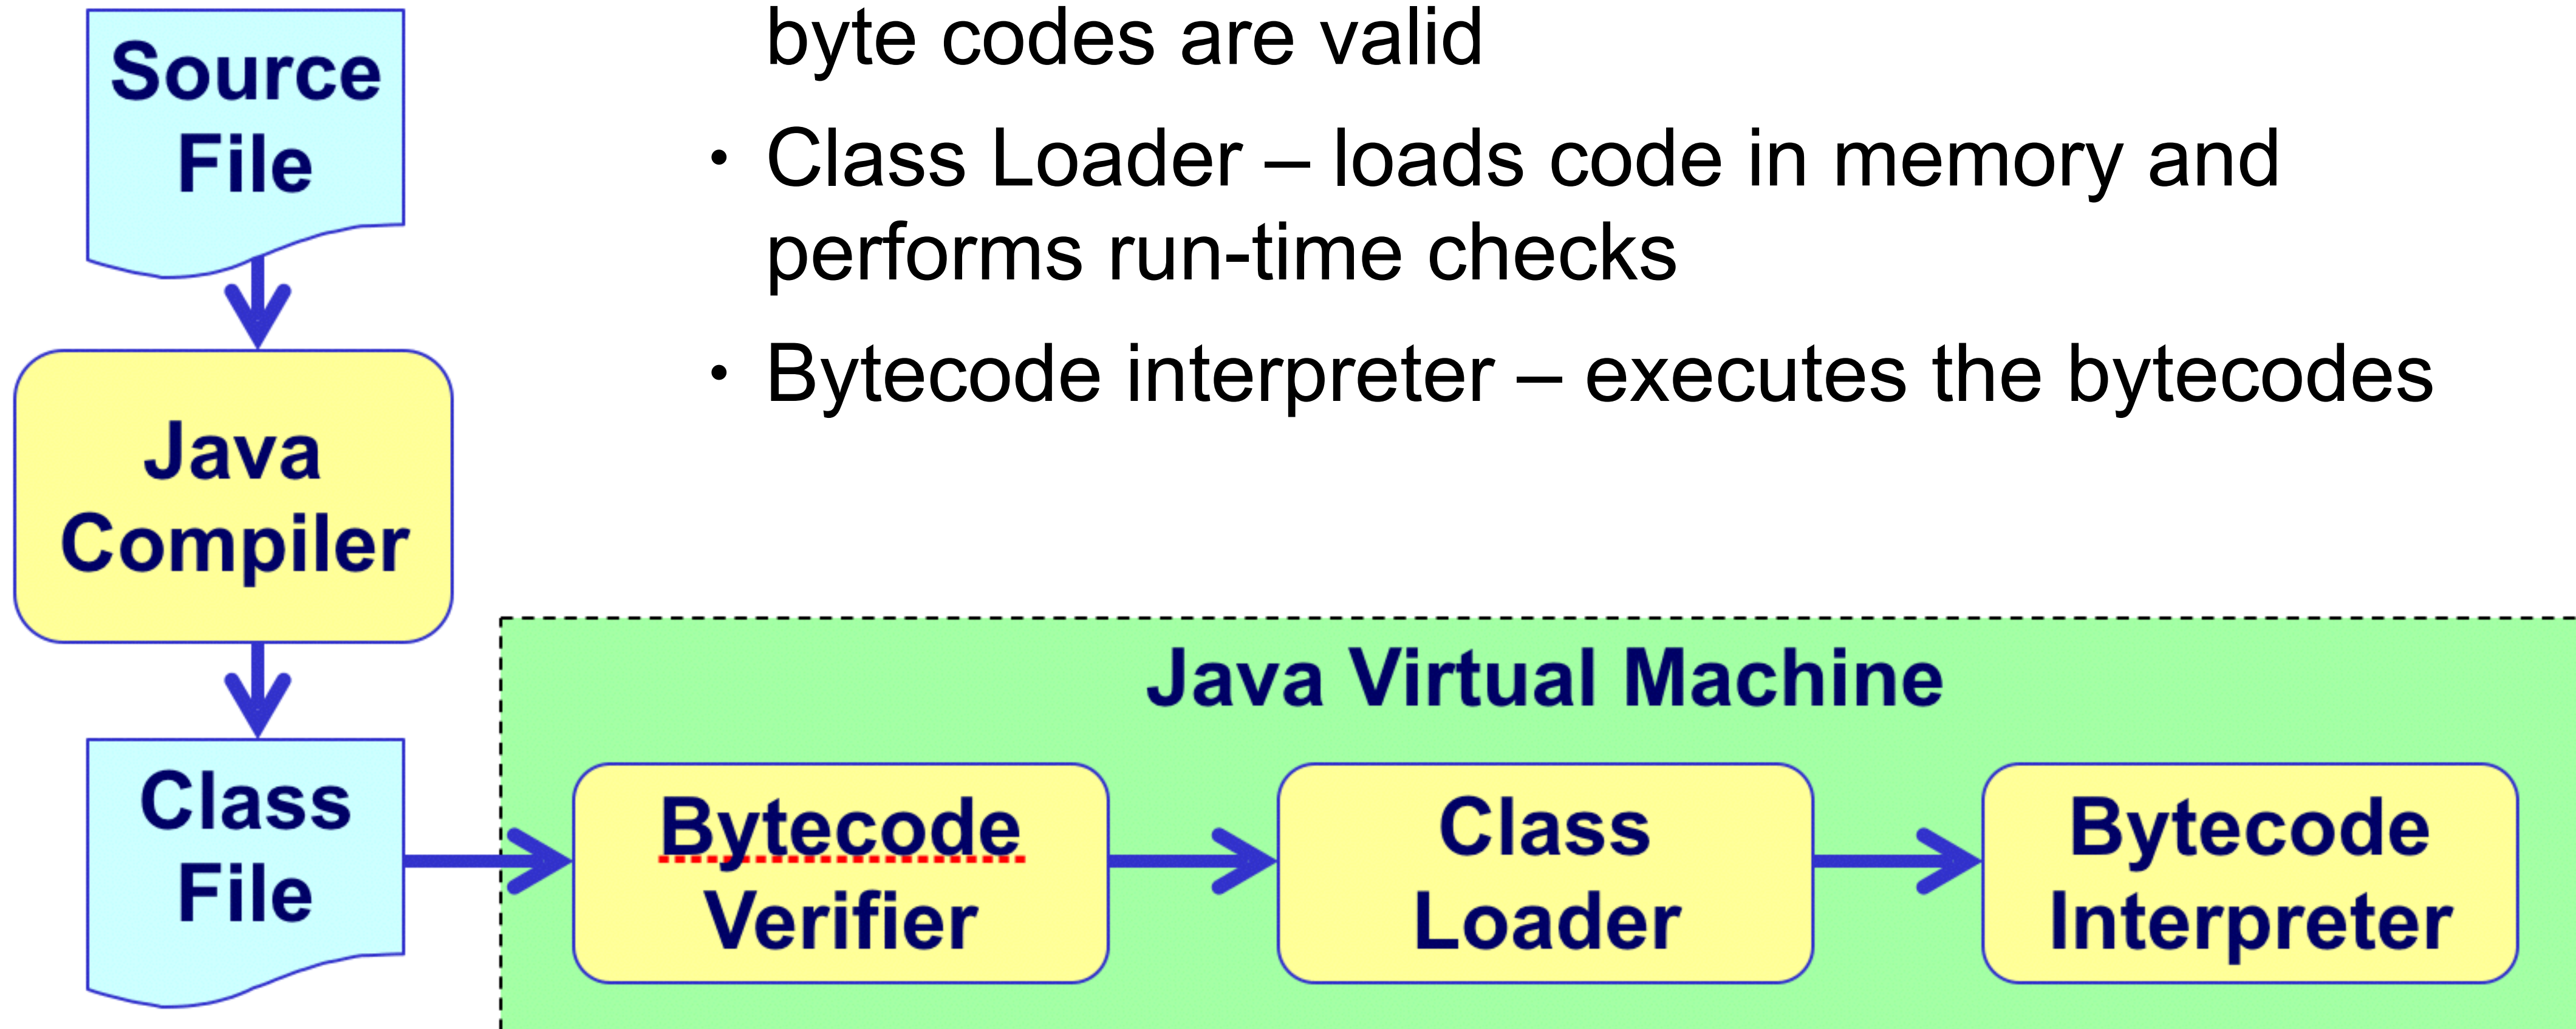 Source
File
Java
Compiler
Class
File
byte codes are valid
• Class Loader – loads code in memory and
performs run-time checks
• Bytecode interpreter – executes the bytecodes
Java Virtual Machine
Bytecode
Verifier
Class
Loader
Bytecode
Interpreter